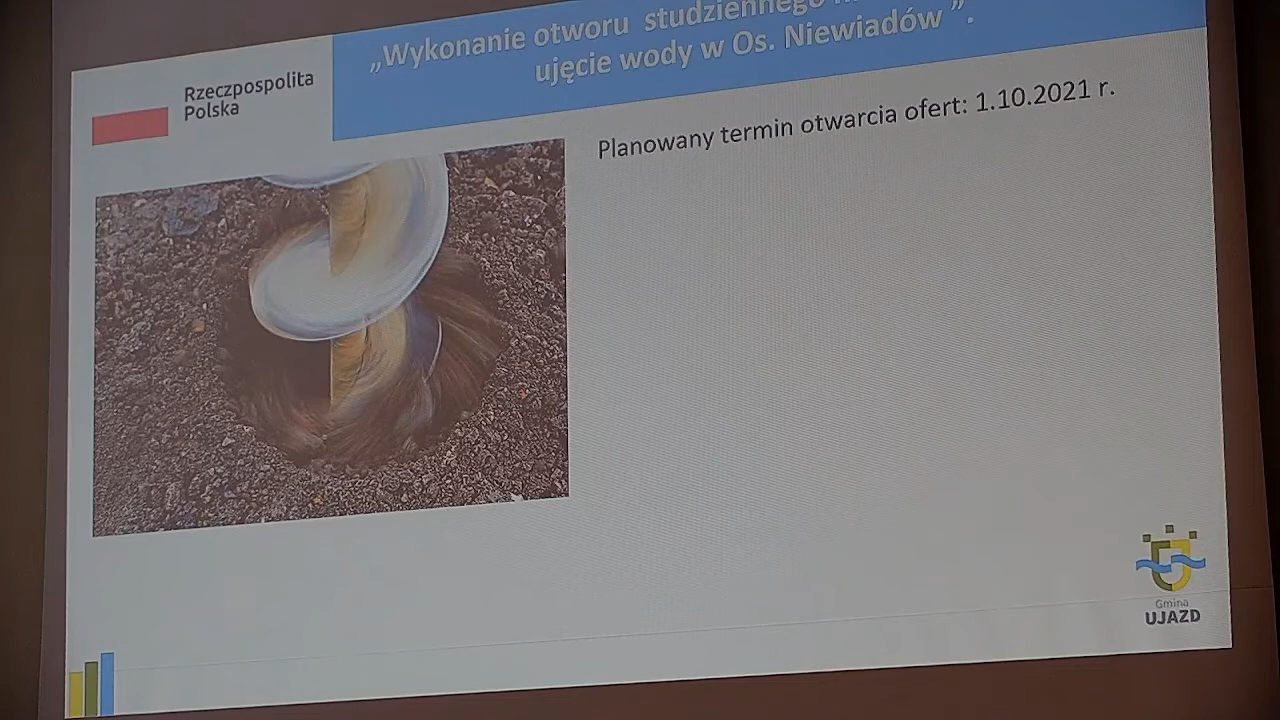 „Wykonanie otworu studziennego
ujęcie wody w Os. Niewiadów ”.
Rzeczpospolita
Polska
Planowany termin otwarcia ofert: 1.10.2021 r.
Gmina
UJAZD